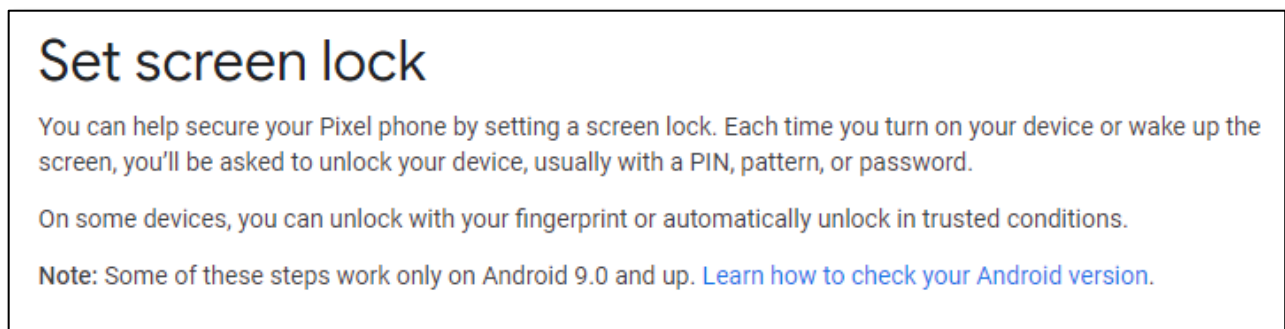 Set screen lock
You can help secure your Pixel phone by setting a screen lock. Each time you turn on your device or wake up the
screen, you’ll be asked to unlock your device, usually with a PIN, pattern, or password.
On some devices, you can unlock with your fingerprint or automatically unlock in trusted conditions.
Note: Some of these steps work only on Android 9.0 and up. Learn how to check your Android version.